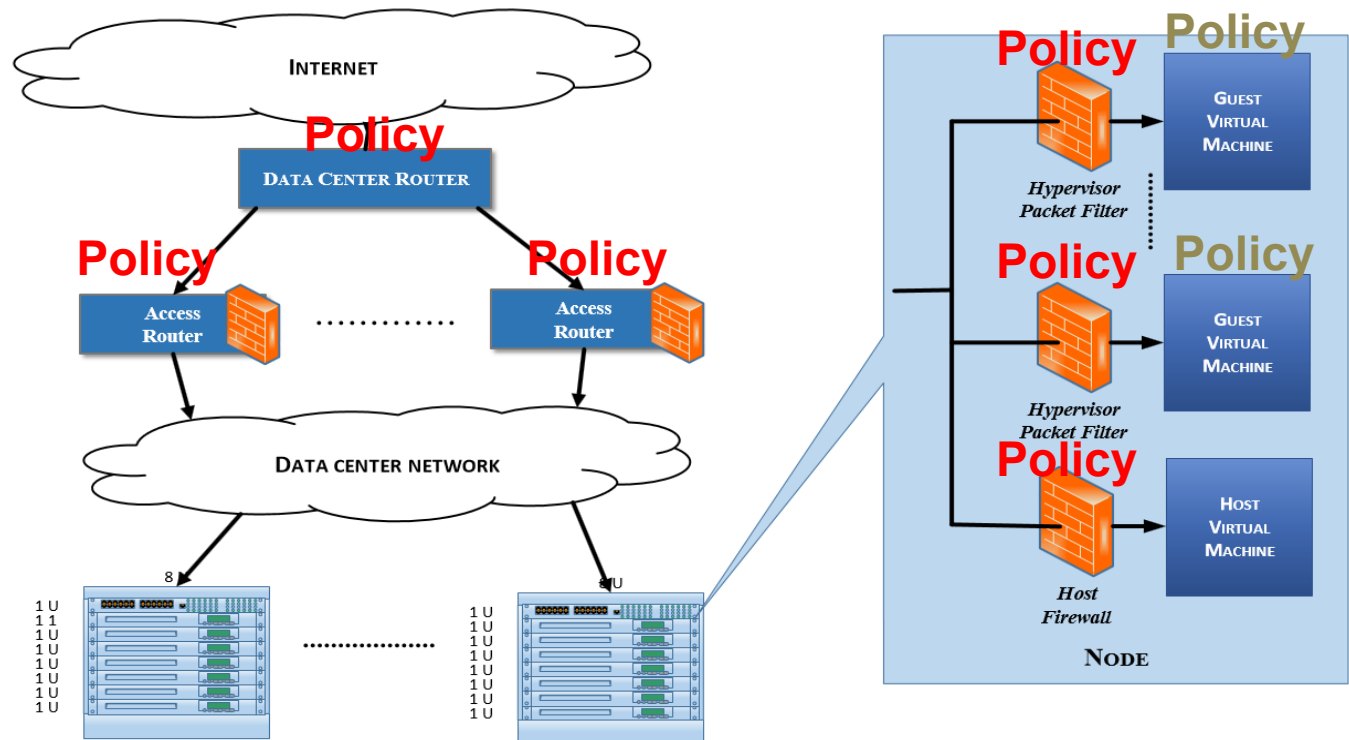 INTERNET
Policy
DATA CENTER ROUTER
Policy
Policy
Access
Router
Access
Router
DATA CENTER NETWORK
8
1 U
1 1
1 U
1 U
1 U
1 U
1 U
1 U
8 U
1 U
1 U
1 U
1 U
1 U
1 U
1 U
1 U
Policy
Policy
GUEST
VIRTUAL
MACHINE
Hypervisor
Packet Filter
Policy
Policy
GUEST
VIRTUAL
MACHINE
Hypervisor
Packet Filter
Policy
HOST
VIRTUAL
MACHINE
Host
Firewall
NODE